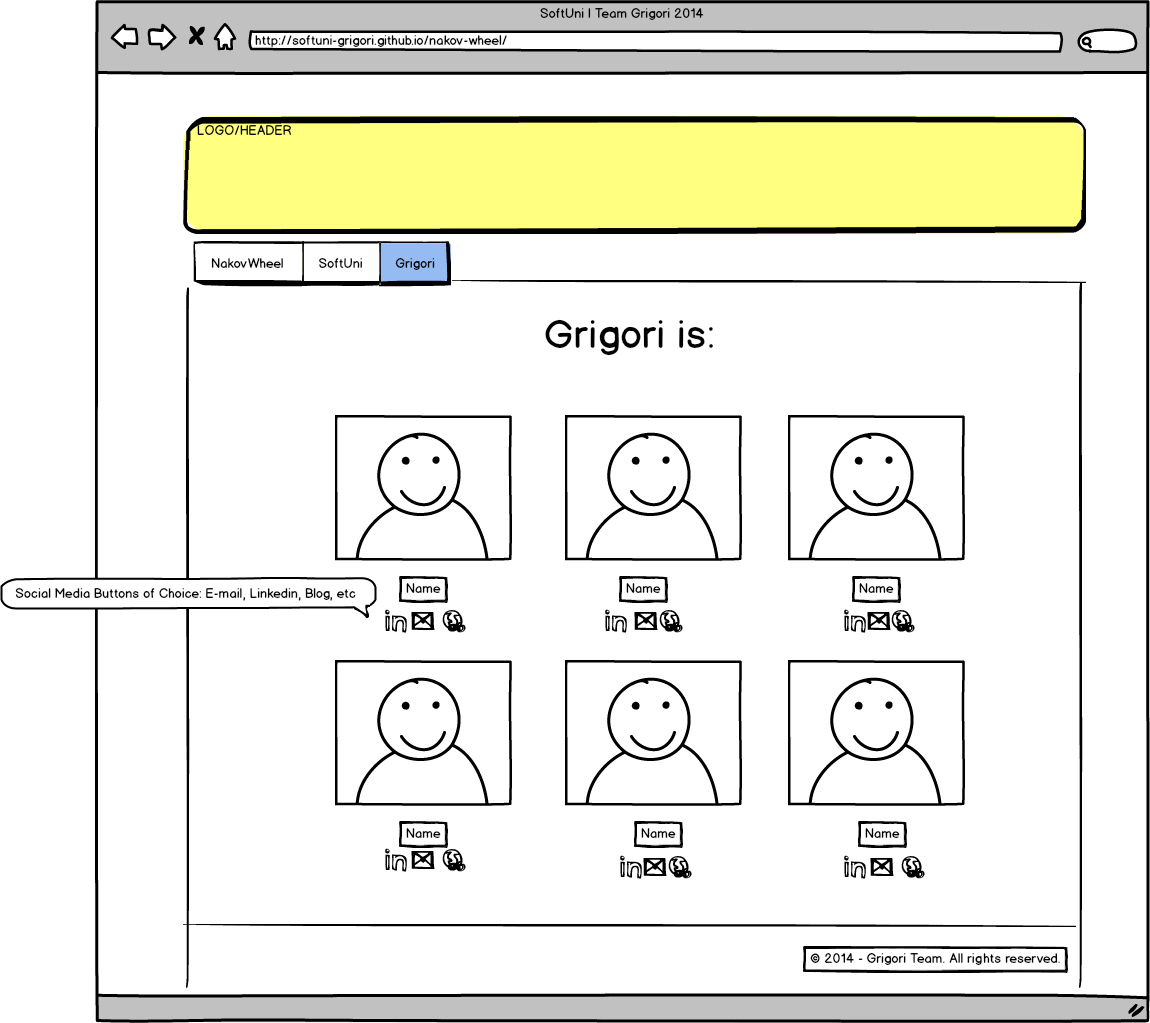 SoftUni | Team Grigori 2014
http://softuni-grigori.github.io/nakov-wheel/
LOGO/HEADER
NakovWheel SoftUni Grigori
Grigori is:
Name Name Name
Social Media Buttons of Choice: E-mail, Linkedin, Blog, etc
in in in
Name Name Name
in in in
© 2014 - Grigori Team. All rights reserved.